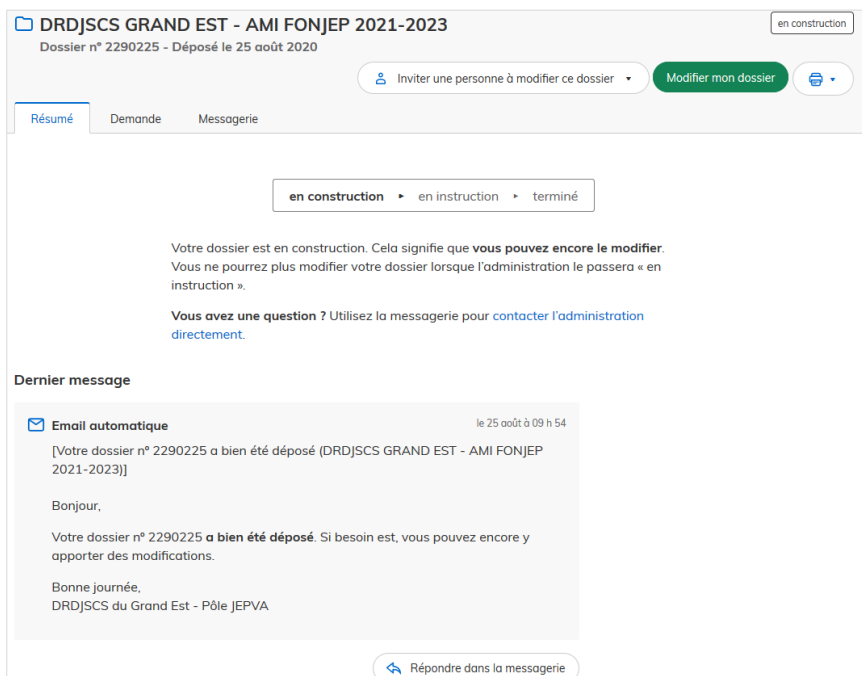 DRDJSCS GRAND EST - AMI FONJEP 2021-2023
en construction
Dossier nº 2290225 - Déposé le 25 août 2020
Inviter une personne à modifier ce dossier
Modifier mon dossier
Résumé Demande Messagerie
en construction ▸ en instruction ▸ terminé
Votre dossier est en construction. Cela signifie que vous pouvez encore le modifier.
Vous ne pourrez plus modifier votre dossier lorsque l'administration le passera « en
instruction ».
Vous avez une question ? Utilisez la messagerie pour contacter l'administration
directement.
Dernier message
Email automatique
le 25 août à 09 h 54
[Votre dossier nº 2290225 a bien été déposé (DRDJSCS GRAND EST - AMI FONJEP
2021-2023)]
Bonjour,
Votre dossier nº 2290225 a bien été déposé. Si besoin est, vous pouvez encore y
apporter des modifications.
Bonne journée,
DRDJSCS du Grand Est - Pôle JEPVA
Répondre dans la messagerie